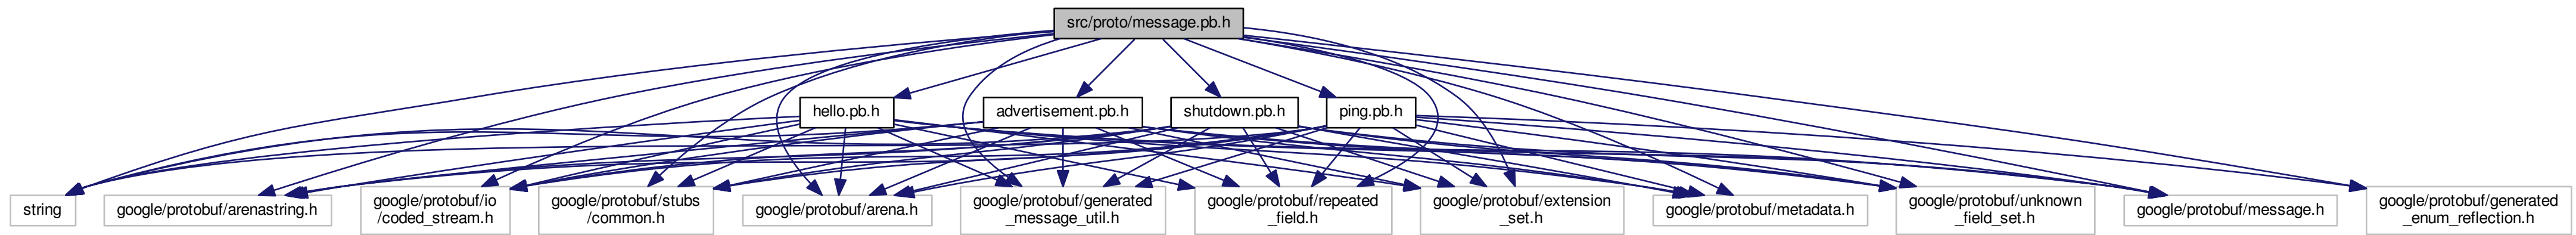 src/proto/message.pb.h
hello.pb.h
advertisement.pb.h
shutdown.pb.h
ping.pb.h
string
google/protobuf/arenastring.h
google/protobuf/io
/coded_stream.h
google/protobuf/stubs
/common.h
google/protobuf/arena.h
google/protobuf/generated
_message_util.h
google/protobuf/repeated
_field.h
google/protobuf/extension
_set.h
google/protobuf/metadata.h
google/protobuf/unknown
_field_set.h
google/protobuf/message.h
google/protobuf/generated
_enum_reflection.h